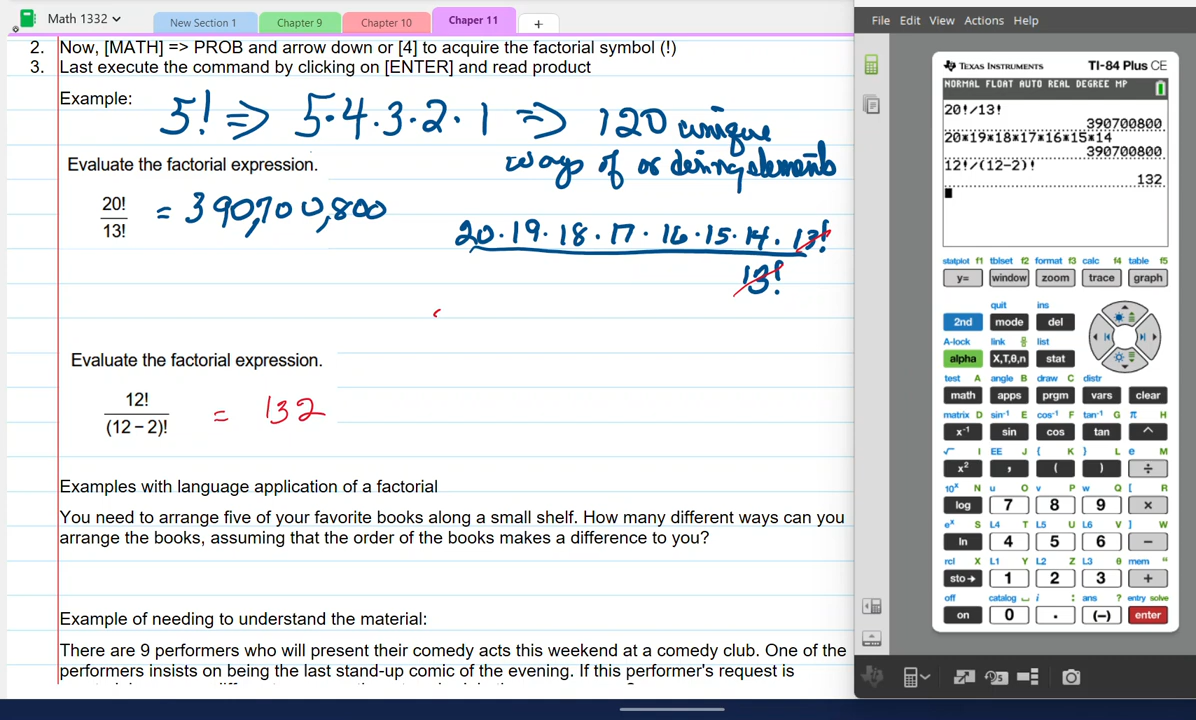 Math 1332
New Section 1
Chapter 9
Chapter 10
Chaper 11
+
2. Now, [MATH] => PROB and arrow down or [4] to acquire the factorial symbol (!)
3. Last execute the command by clicking on [ENTER] and read product
Example:
5! => 5·4·3·2·1 => 120 unique
ways of ordering elements
Evaluate the factorial expression.
20!
13!
= 390,700,800
20·19·18·17·16·15·14·13!
13!
Evaluate the factorial expression.
12!
(12 − 2)!
= 132
Examples with language application of a factorial
You need to arrange five of your favorite books along a small shelf. How many different ways can you
arrange the books, assuming that the order of the books makes a difference to you?
Example of needing to understand the material:
There are 9 performers who will present their comedy acts this weekend at a comedy club. One of the
performers insists on being the last stand-up comic of the evening. If this performer's request is
File Edit View Actions Help
TEXAS INSTRUMENTS TI-84 Plus CE
NORMAL FLOAT AUTO REAL DEGREE MP
20!/13!
390700800
20*19*18*17*16*15*14
390700800
12!/(12-2)!
132
statplot f1 tblset f2 format f3 calc f4 table f5
y= window zoom trace graph
quit ins
2nd mode del
A-lock link list
alpha X,T,θ,n stat
test A angle B draw C distr
math apps prgm vars clear
matrix D sin⁻¹ E cos⁻¹ F tan⁻¹ G π H
x⁻¹ sin cos tan ^
√ I EE J { K } L e M
x² , ( ) ÷
10ˣ N u O v P w Q [ R
log 7 8 9 ×
eˣ S L4 T L5 U L6 V ] W
ln 4 5 6 −
rcl X L1 Y L2 Z L3 θ mem "
sto→ 1 2 3 +
off catalog i : ans ? entry solve
on 0 . (−) enter